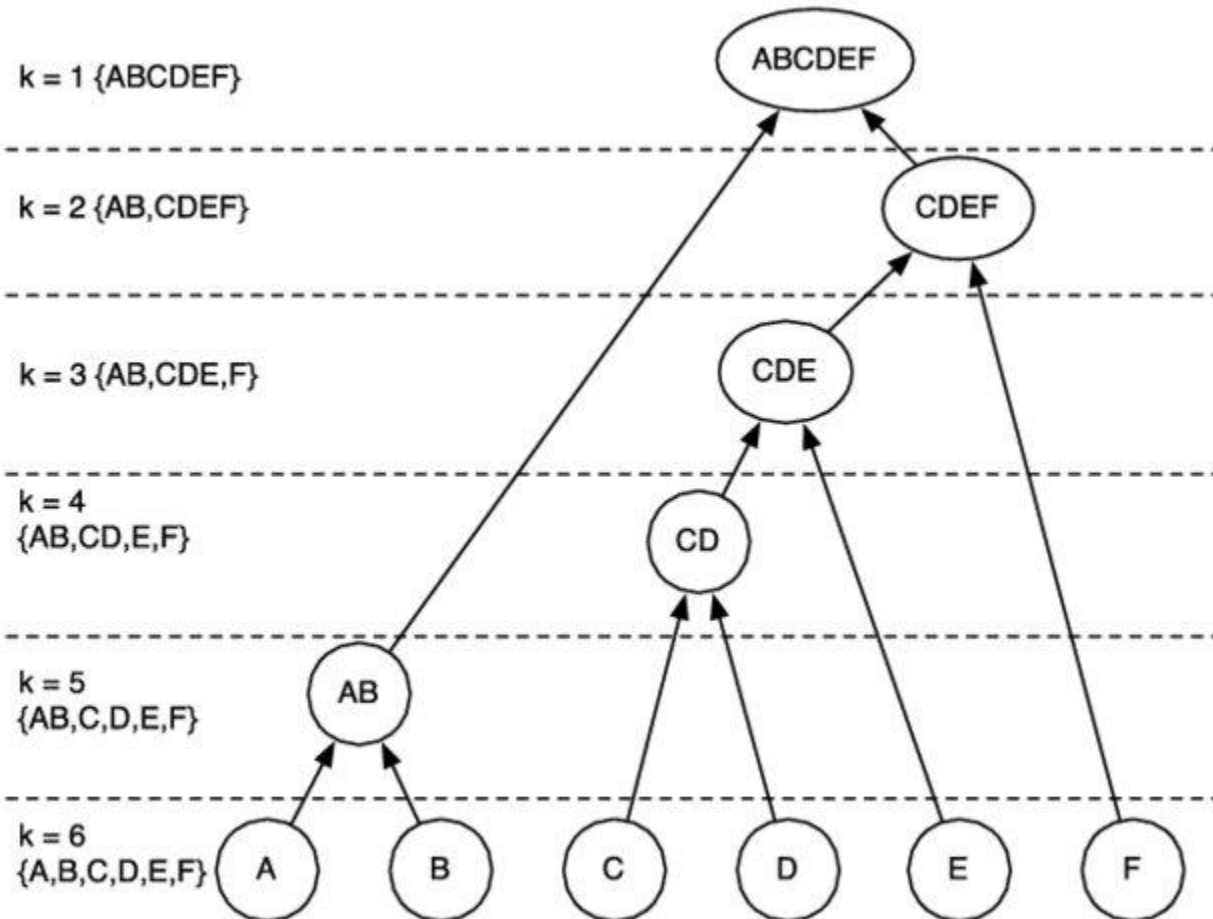 ABCDEF
k = 1 {ABCDEF}
k = 2 {AB,CDEF}
CDEF
k = 3 {AB,CDE,F}
CDE
k = 4
{AB,CD,E,F}
CD
k = 5
{AB,C,D,E,F}
AB
k = 6
{A,B,C,D,E,F}
A
B
C
D
E
F